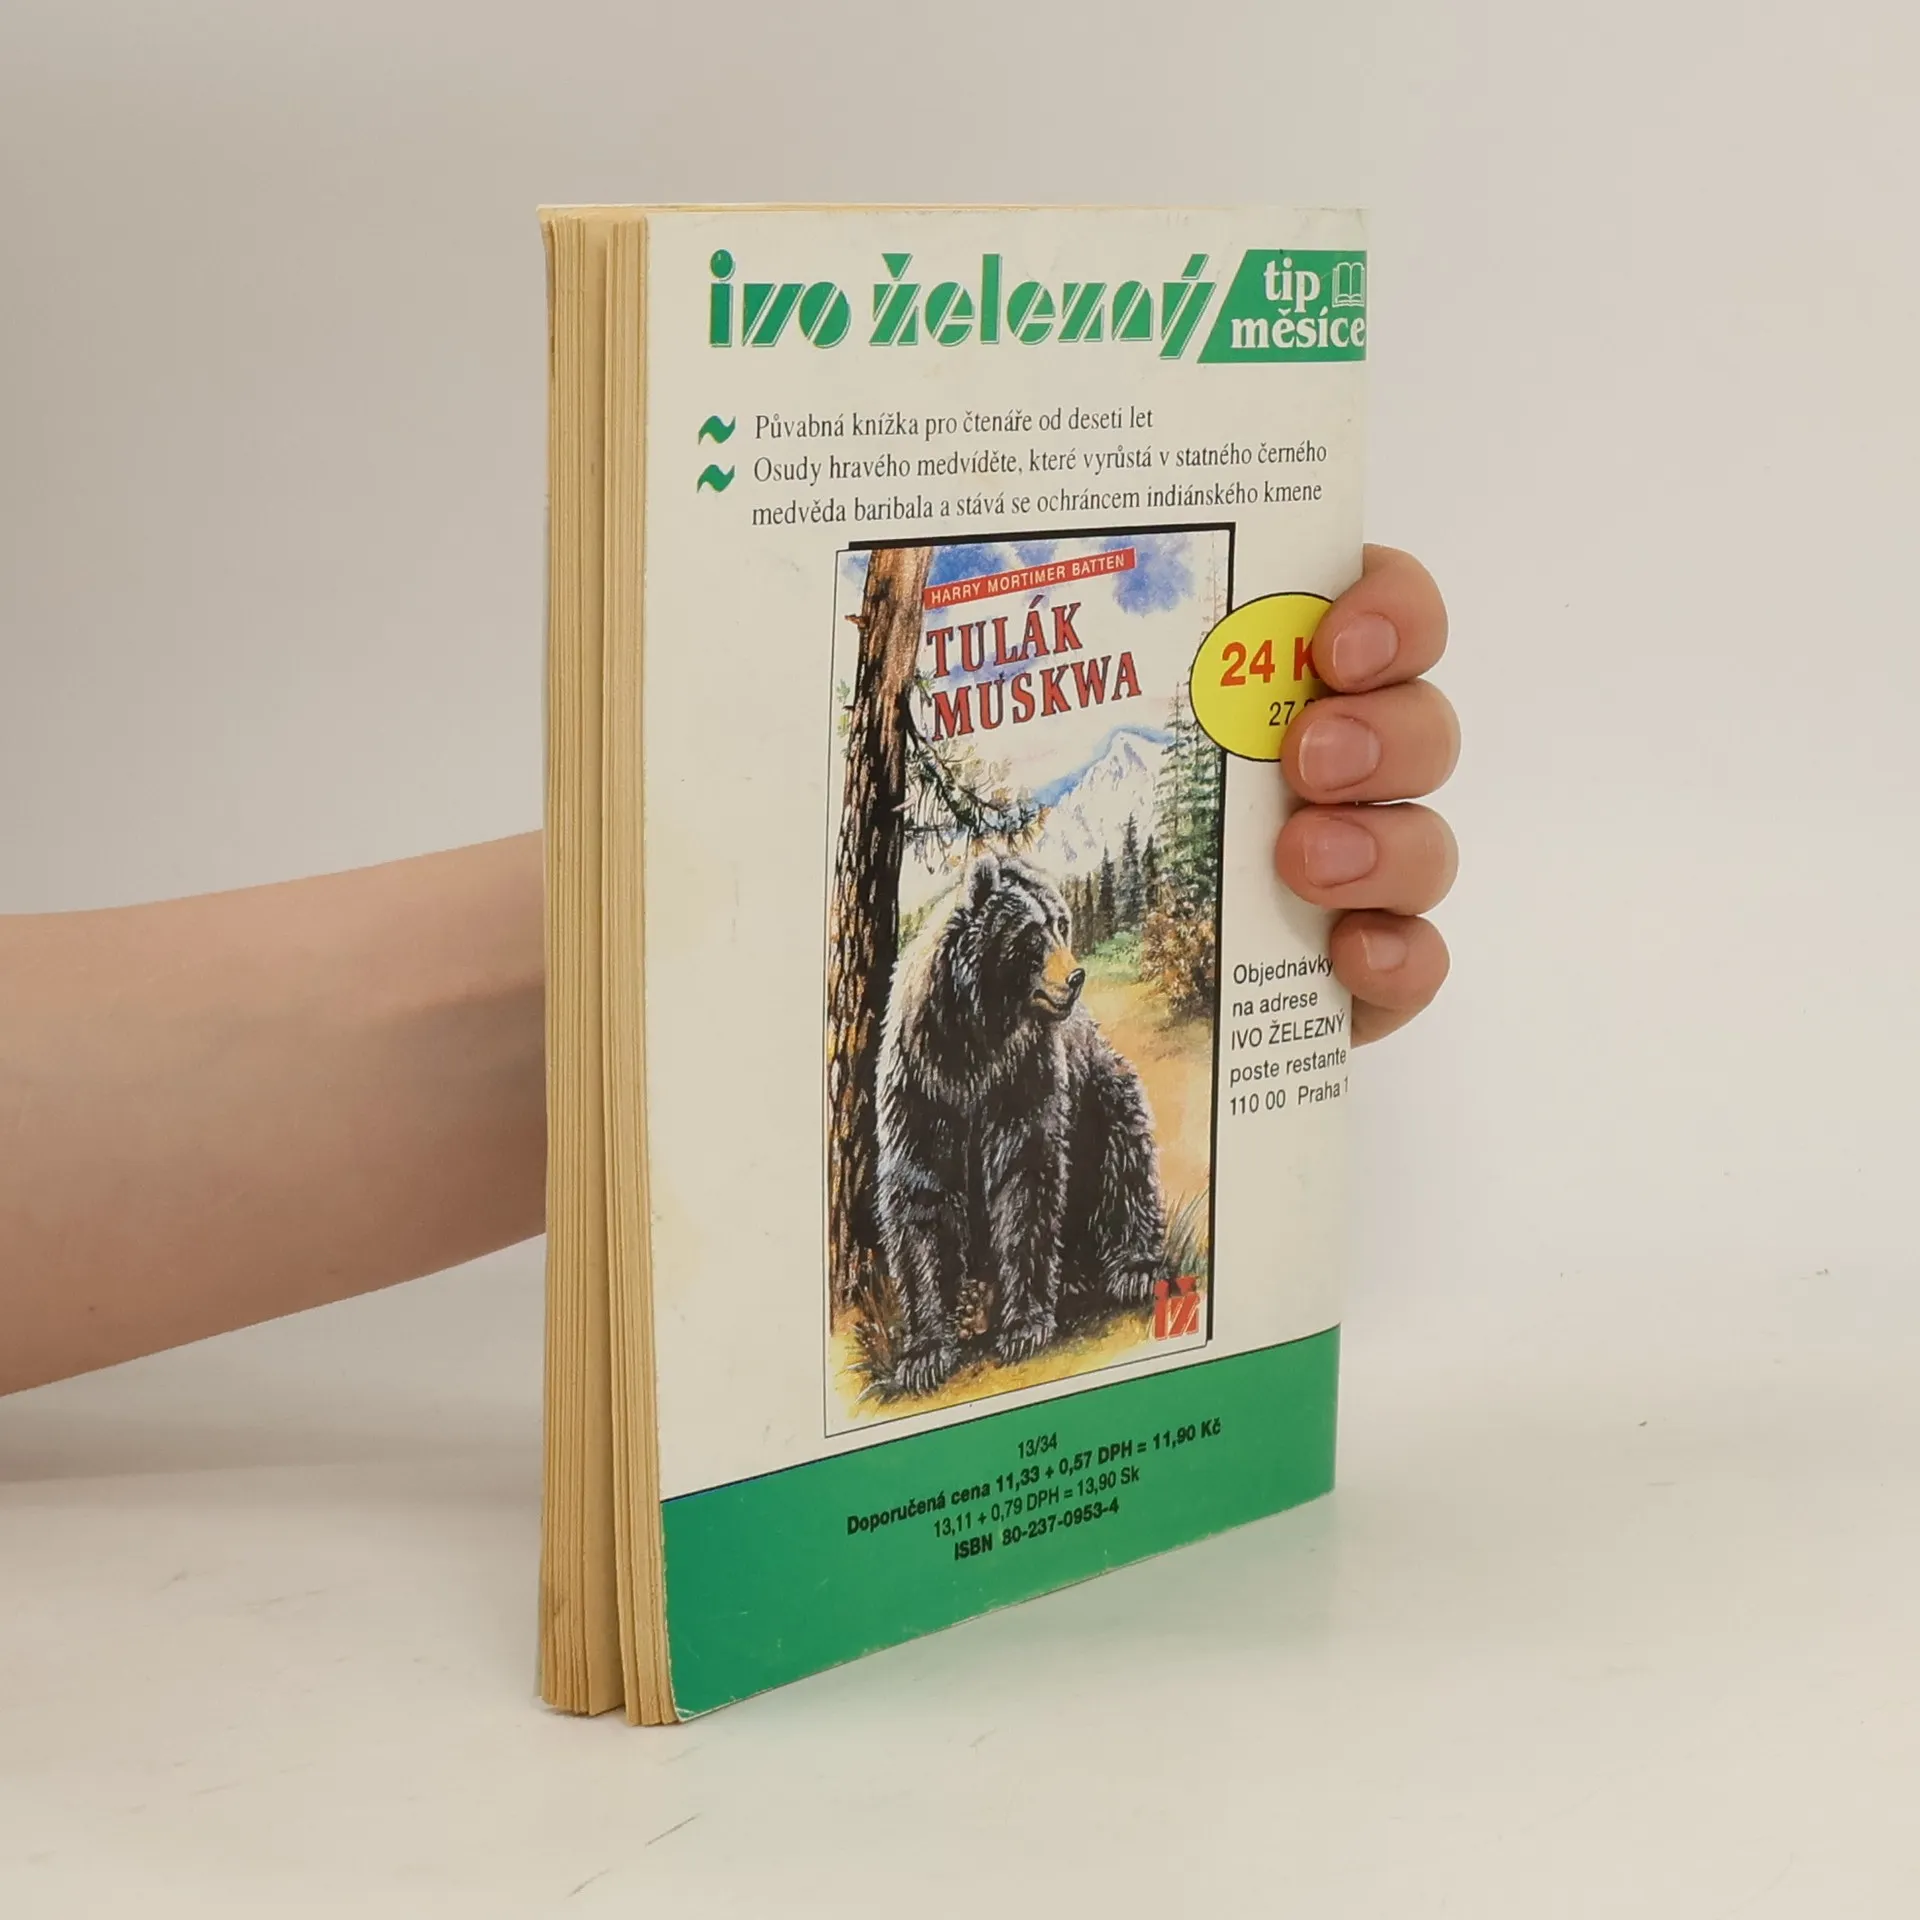 ivo železný
tip
měsíce
Půvabná knížka pro čtenáře od deseti let
Osudy hravého medvíděte, které vyrůstá v statného černého
medvěda baribala a stává se ochráncem indiánského kmene
HARRY MORTIMER BATTEN
TULÁK
MUSKWA
24 K
27
Objednávky
na adrese
IVO ŽELEZNÝ
poste restante
110 00 Praha 1
iž
13/34
Doporučená cena 11,33 + 0,57 DPH = 11,90 Kč
13,11 + 0,79 DPH = 13,90 Sk
ISBN 80-237-0953-4